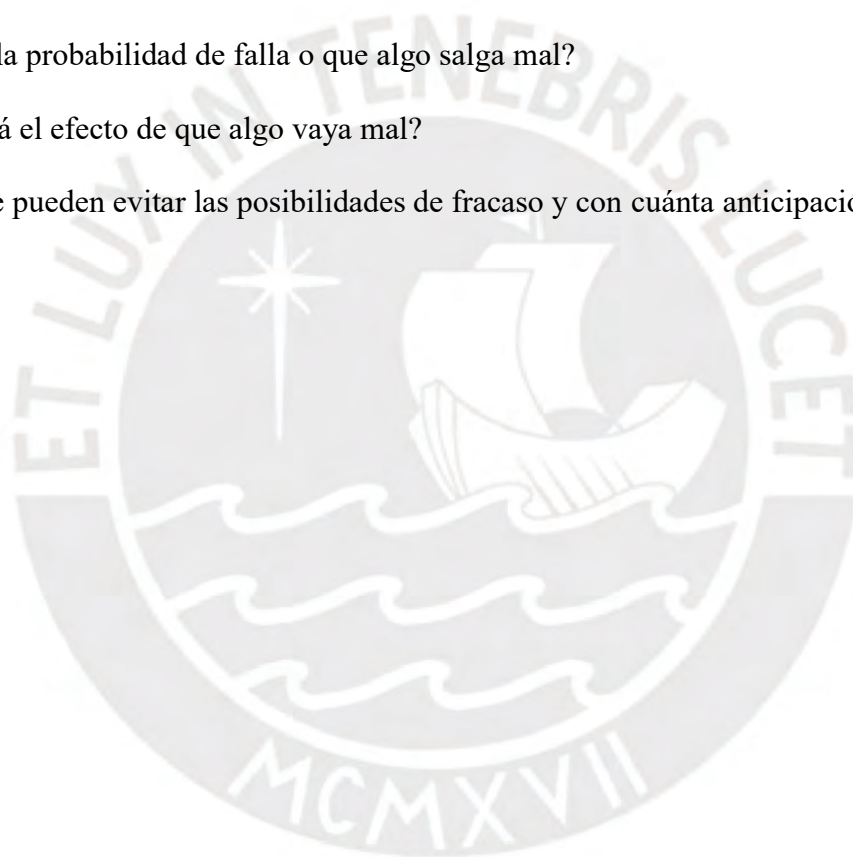 la probabilidad de falla o que algo salga mal?
á el efecto de que algo vaya mal?
e pueden evitar las posibilidades de fracaso y con cuánta anticipació
ET LUX IN TENEBRIS LUCET
MCMXVII